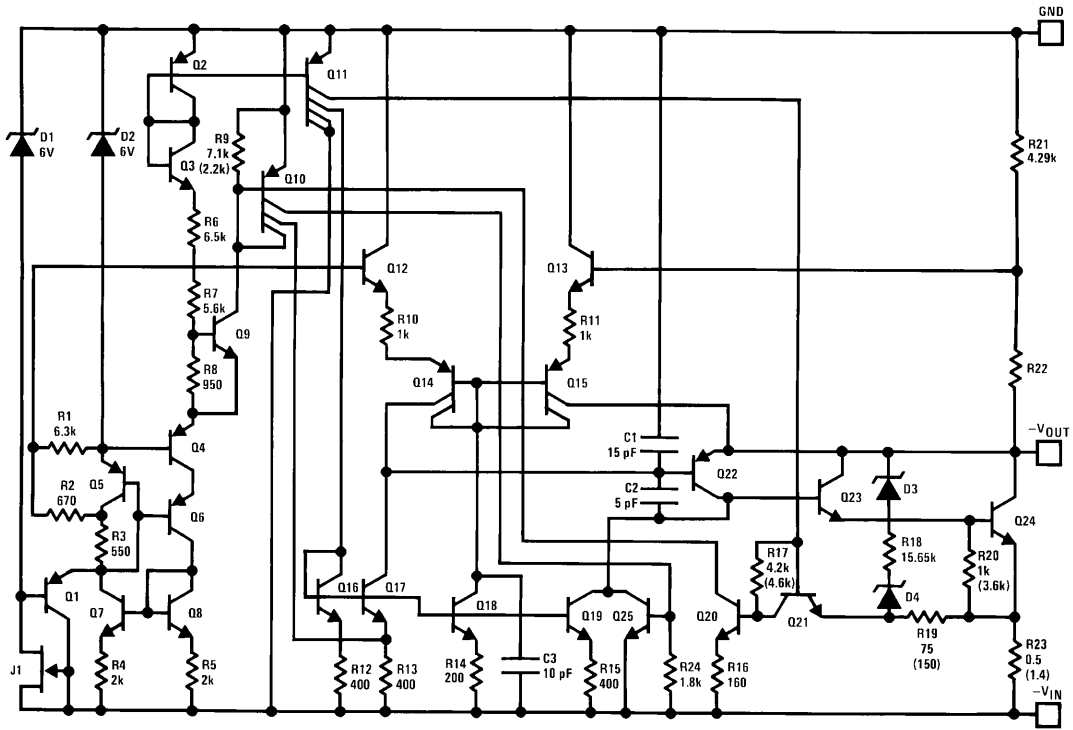 GND
Q2
Q11
D1
6V
D2
6V
R9
7.1k
(2.2k)
R21
4.29k
Q3
Q10
R6
6.5k
Q12
Q13
R7
5.6k
Q9
R10
1k
R11
1k
R8
950
R22
Q14
Q15
R1
6.3k
C1
15 pF
-VOUT
Q4
Q5
Q22
R2
670
C2
5 pF
Q23
D3
Q6
Q24
R3
550
R18
15.65k
R17
4.2k
(4.6k)
R20
1k
(3.6k)
Q1
Q7
Q8
Q16
Q17
Q18
Q19
Q25
Q20
Q21
D4
R19
75
(150)
J1
R4
2k
R5
2k
R12
400
R13
400
R14
200
C3
10 pF
R15
400
R24
1.8k
R16
160
R23
0.5
(1.4)
-VIN